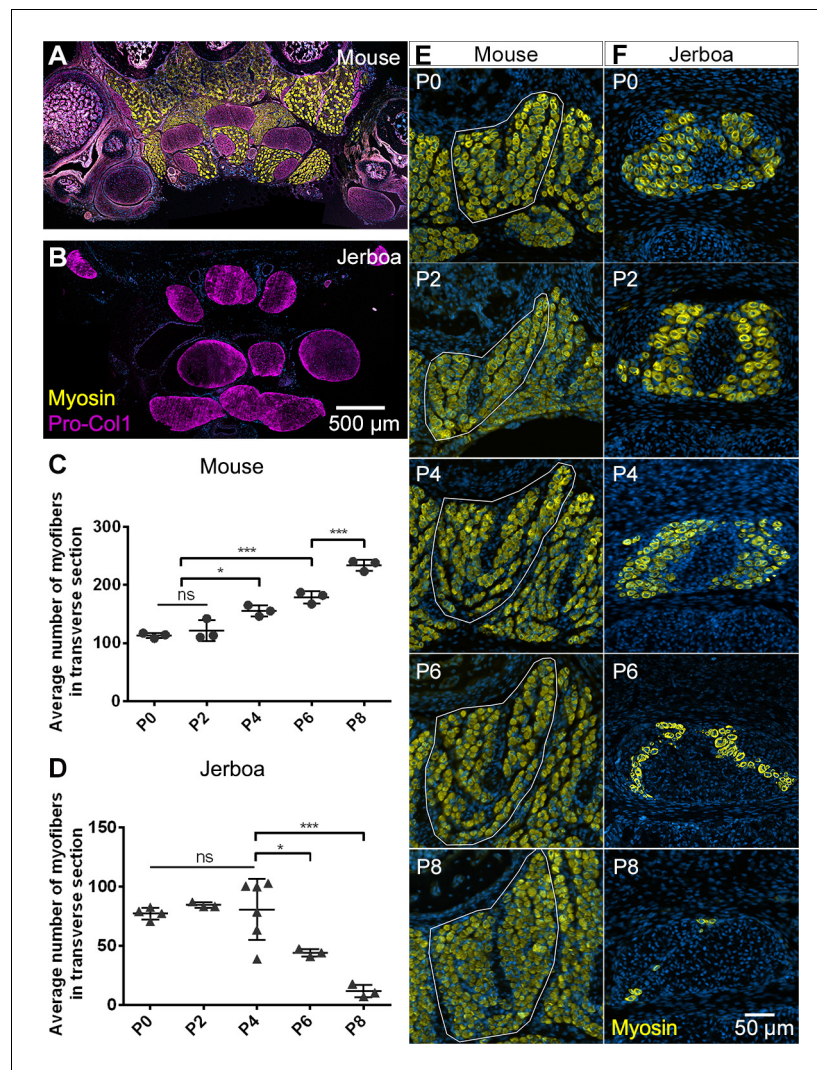 A
Mouse
B
Jerboa
Myosin
Pro-Col1
500 µm
C
Mouse
Average number of myofibers
in transverse section
300
200
100
0
ns
*
***
***
P0
P2
P4
P6
P8
D
Jerboa
Average number of myofibers
in transverse section
150
100
50
0
ns
*
***
P0
P2
P4
P6
P8
E
Mouse
P0
P2
P4
P6
P8
F
Jerboa
P0
P2
P4
P6
P8
Myosin
50 µm